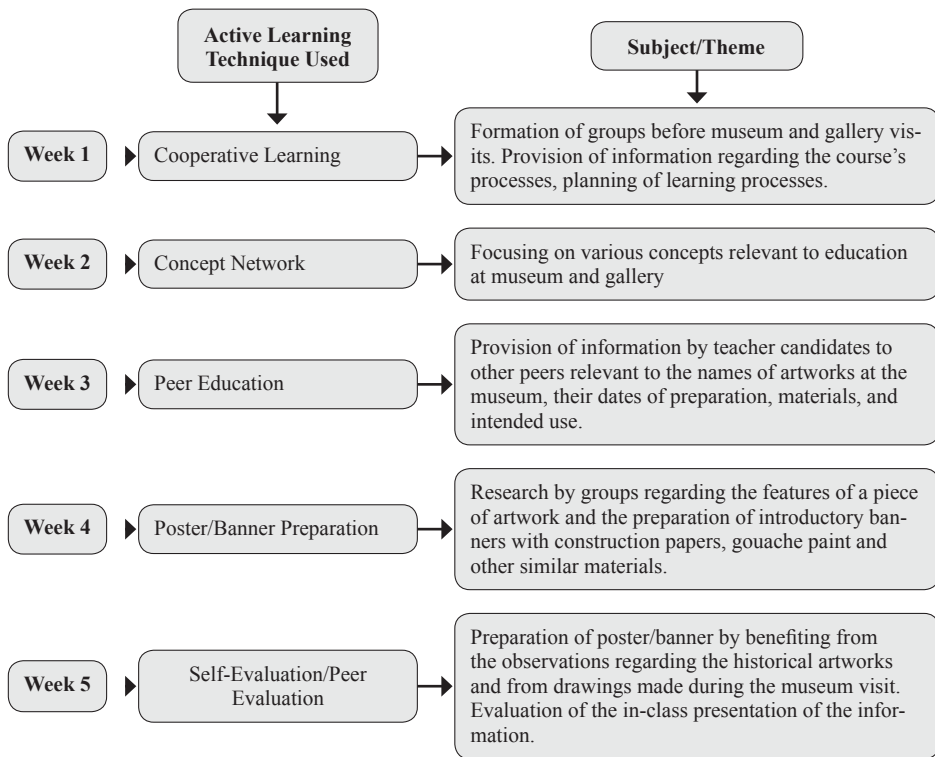 Active Learning
Technique Used
Subject/Theme
Week 1
Cooperative Learning
Formation of groups before museum and gallery vis-
its. Provision of information regarding the course's
processes, planning of learning processes.
Week 2
Concept Network
Focusing on various concepts relevant to education
at museum and gallery
Week 3
Peer Education
Provision of information by teacher candidates to
other peers relevant to the names of artworks at the
museum, their dates of preparation, materials, and
intended use.
Week 4
Poster/Banner Preparation
Research by groups regarding the features of a piece
of artwork and the preparation of introductory ban-
ners with construction papers, gouache paint and
other similar materials.
Week 5
Self-Evaluation/Peer
Evaluation
Preparation of poster/banner by benefiting from
the observations regarding the historical artworks
and from drawings made during the museum visit.
Evaluation of the in-class presentation of the infor-
mation.